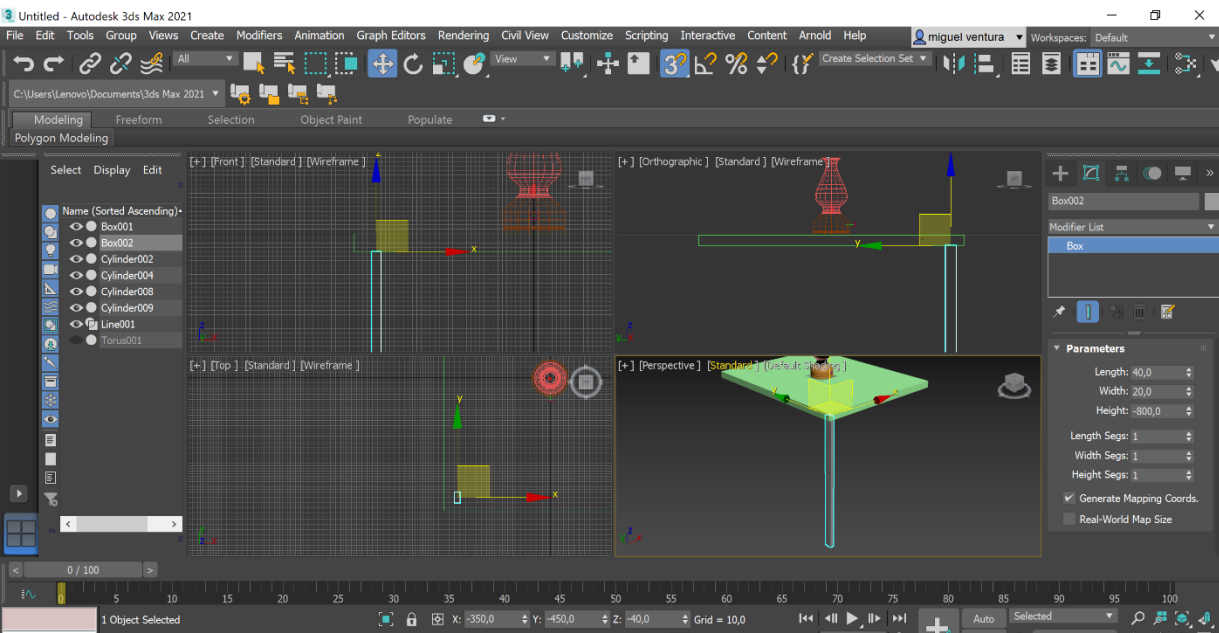 Untitled - Autodesk 3ds Max 2021
File Edit Tools Group Views Create Modifiers Animation Graph Editors Rendering Civil View Customize Scripting Interactive Content Arnold Help miguel ventura Workspaces: Default
All View Create Selection Set
C:\Users\Lenovo\Documents\3ds Max 2021
Modeling Freeform Selection Object Paint Populate
Polygon Modeling
Select Display Edit
Name (Sorted Ascending)
Box001
Box002
Cylinder002
Cylinder004
Cylinder008
Cylinder009
Line001
Torus001
[+] [Front] [Standard] [Wireframe]
z
x
[+] [Orthographic] [Standard] [Wireframe]
y
[+] [Top] [Standard] [Wireframe]
y
x
[+] [Perspective] [Standard] [Default Shading]
y
x
Box002
Modifier List
Box
Parameters
Length: 40,0
Width: 20,0
Height: -800,0
Length Segs: 1
Width Segs: 1
Height Segs: 1
Generate Mapping Coords.
Real-World Map Size
0 / 100
0 5 10 15 20 25 30 35 40 45 50 55 60 65 70 75 80 85 90 95 100
1 Object Selected X: -350,0 Y: -450,0 Z: -40,0 Grid = 10,0 Auto Selected